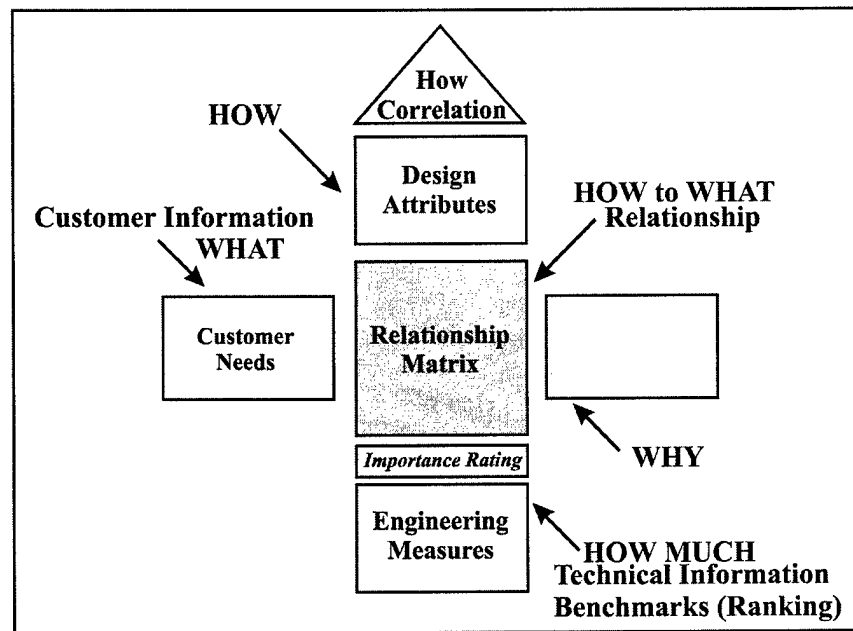 How
Correlation
HOW
Design
Attributes
HOW to WHAT
Relationship
Customer Information
WHAT
Customer
Needs
Relationship
Matrix
WHY
Importance Rating
Engineering
Measures
HOW MUCH
Technical Information
Benchmarks (Ranking)